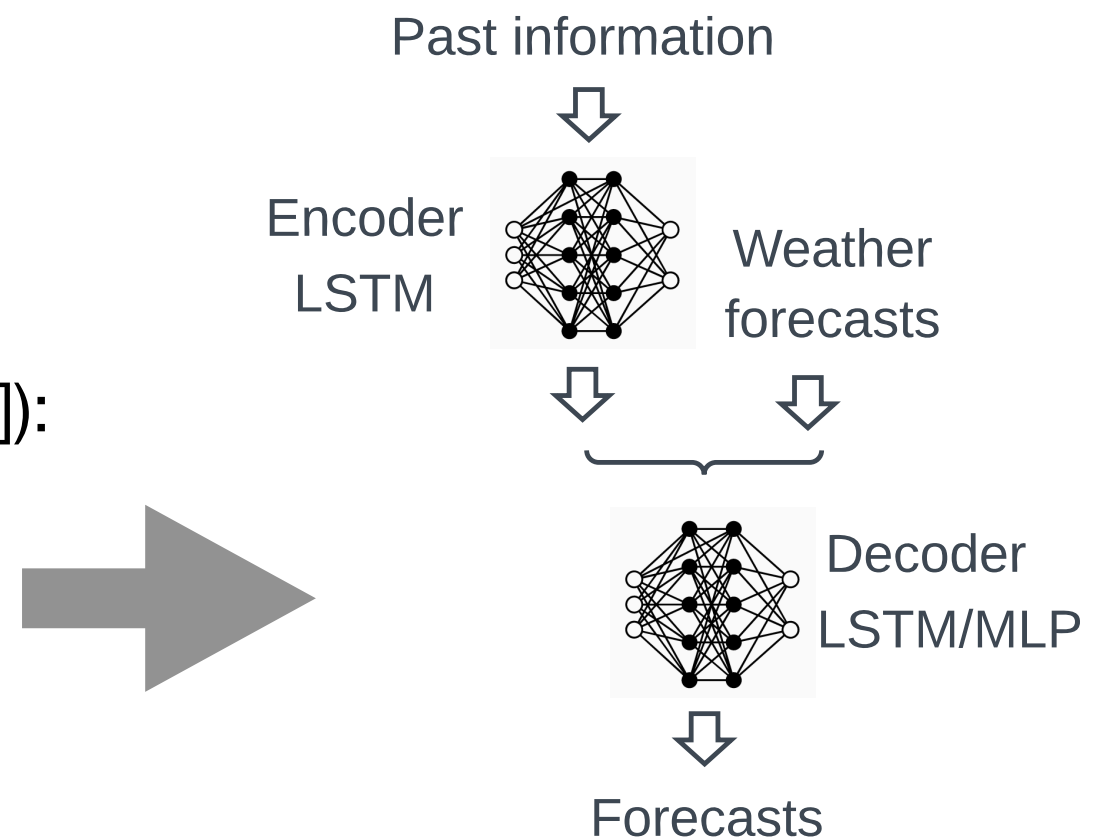 Past information
Encoder
LSTM
Weather
forecasts
]):
Decoder
LSTM/MLP
Forecasts